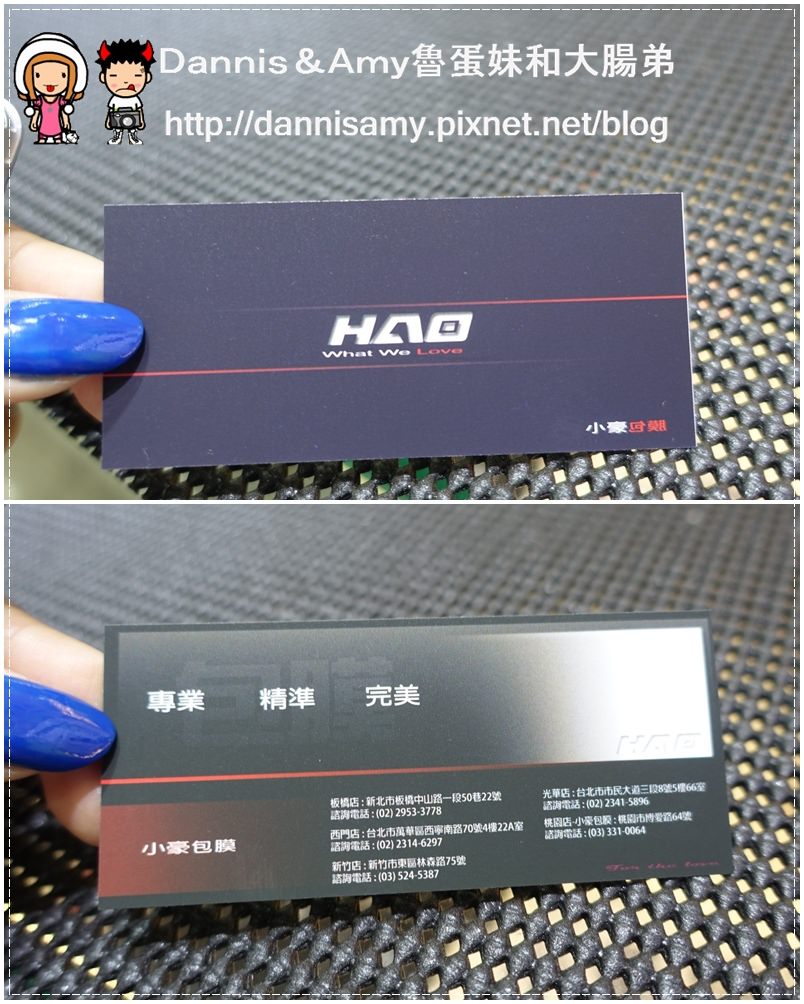 Dannis＆Amy魯蛋妹和大腸弟
http://dannisamy.pixnet.net/blog
HAO
What We Love
小豪包膜
包膜
專業 精準 完美
HAO
小豪包膜
板橋店 : 新北市板橋中山路一段50巷22號
諮詢電話 : (02) 2953-3778
西門店 : 台北市萬華區西寧南路70號4樓22A室
諮詢電話 : (02) 2314-6297
新竹店 : 新竹市東區林森路75號
諮詢電話 : (03) 524-5387
光華店 : 台北市市民大道三段8號5樓66室
諮詢電話 : (02) 2341-5896
桃園店-小豪包膜 : 桃園市博愛路64號
諮詢電話 : (03) 331-0064
For the love